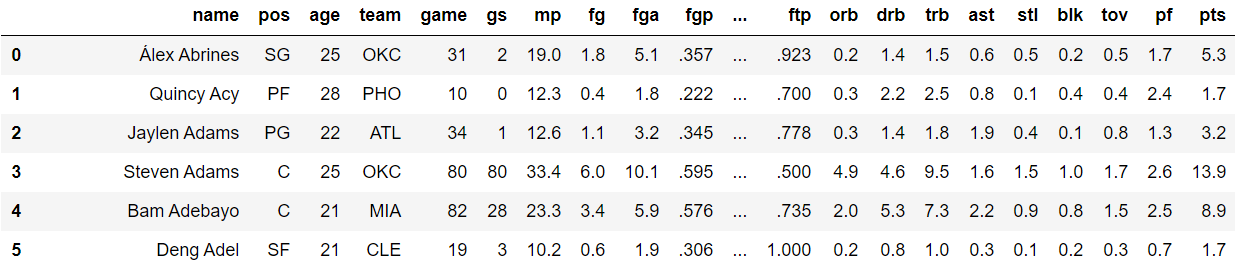 name pos age team game gs mp fg fga fgp ... ftp orb drb trb ast stl blk tov pf pts
0 Álex Abrines SG 25 OKC 31 2 19.0 1.8 5.1 .357 ... .923 0.2 1.4 1.5 0.6 0.5 0.2 0.5 1.7 5.3
1 Quincy Acy PF 28 PHO 10 0 12.3 0.4 1.8 .222 ... .700 0.3 2.2 2.5 0.8 0.1 0.4 0.4 2.4 1.7
2 Jaylen Adams PG 22 ATL 34 1 12.6 1.1 3.2 .345 ... .778 0.3 1.4 1.8 1.9 0.4 0.1 0.8 1.3 3.2
3 Steven Adams C 25 OKC 80 80 33.4 6.0 10.1 .595 ... .500 4.9 4.6 9.5 1.6 1.5 1.0 1.7 2.6 13.9
4 Bam Adebayo C 21 MIA 82 28 23.3 3.4 5.9 .576 ... .735 2.0 5.3 7.3 2.2 0.9 0.8 1.5 2.5 8.9
5 Deng Adel SF 21 CLE 19 3 10.2 0.6 1.9 .306 ... 1.000 0.2 0.8 1.0 0.3 0.1 0.2 0.3 0.7 1.7